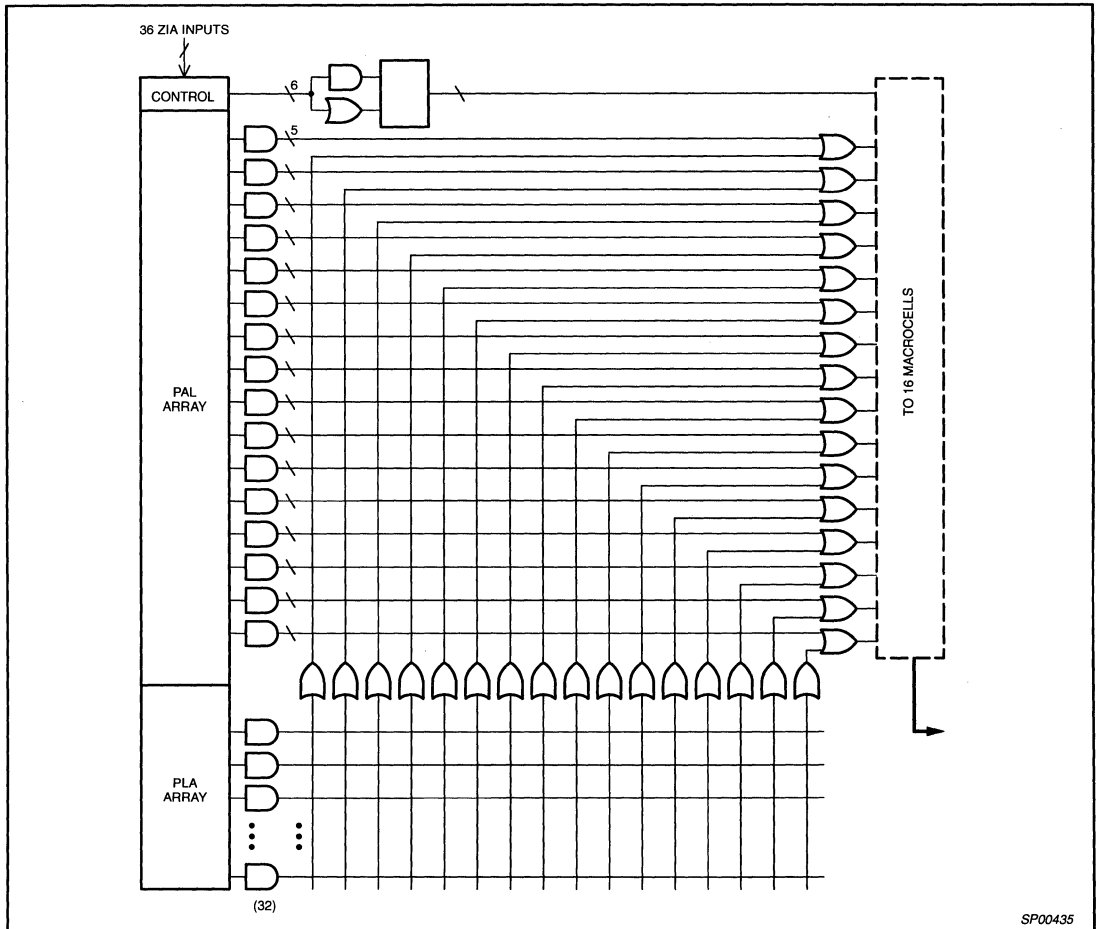 36 ZIA INPUTS
CONTROL
6
5
PAL
ARRAY
TO 16 MACROCELLS
PLA
ARRAY
(32)
SP00435